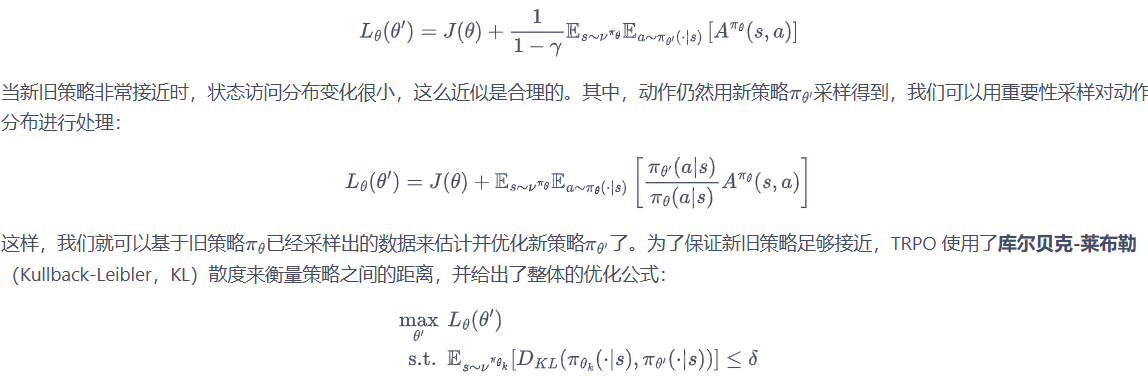 $$L_\theta(\theta') = J(\theta) + \frac{1}{1-\gamma}\mathbb{E}_{s\sim\nu^{\pi_\theta}}\mathbb{E}_{a\sim\pi_{\theta'}(\cdot|s)}\left[A^{\pi_\theta}(s,a)\right]$$
当新旧策略非常接近时，状态访问分布变化很小，这么近似是合理的。其中，动作仍然用新策略$\pi_{\theta'}$采样得到，我们可以用重要性采样对动作
分布进行处理：
$$L_\theta(\theta') = J(\theta) + \mathbb{E}_{s\sim\nu^{\pi_\theta}}\mathbb{E}_{a\sim\pi_\theta(\cdot|s)}\left[\frac{\pi_{\theta'}(a|s)}{\pi_\theta(a|s)}A^{\pi_\theta}(s,a)\right]$$
这样，我们就可以基于旧策略$\pi_\theta$已经采样出的数据来估计并优化新策略$\pi_{\theta'}$了。为了保证新旧策略足够接近，TRPO 使用了库尔贝克-莱布勒
（Kullback-Leibler，KL）散度来衡量策略之间的距离，并给出了整体的优化公式：
$$\max_{\theta'} L_\theta(\theta')$$
$$\text{s.t. } \mathbb{E}_{s\sim\nu^{\pi_{\theta_k}}}[D_{KL}(\pi_{\theta_k}(\cdot|s),\pi_{\theta'}(\cdot|s))] \leq \delta$$